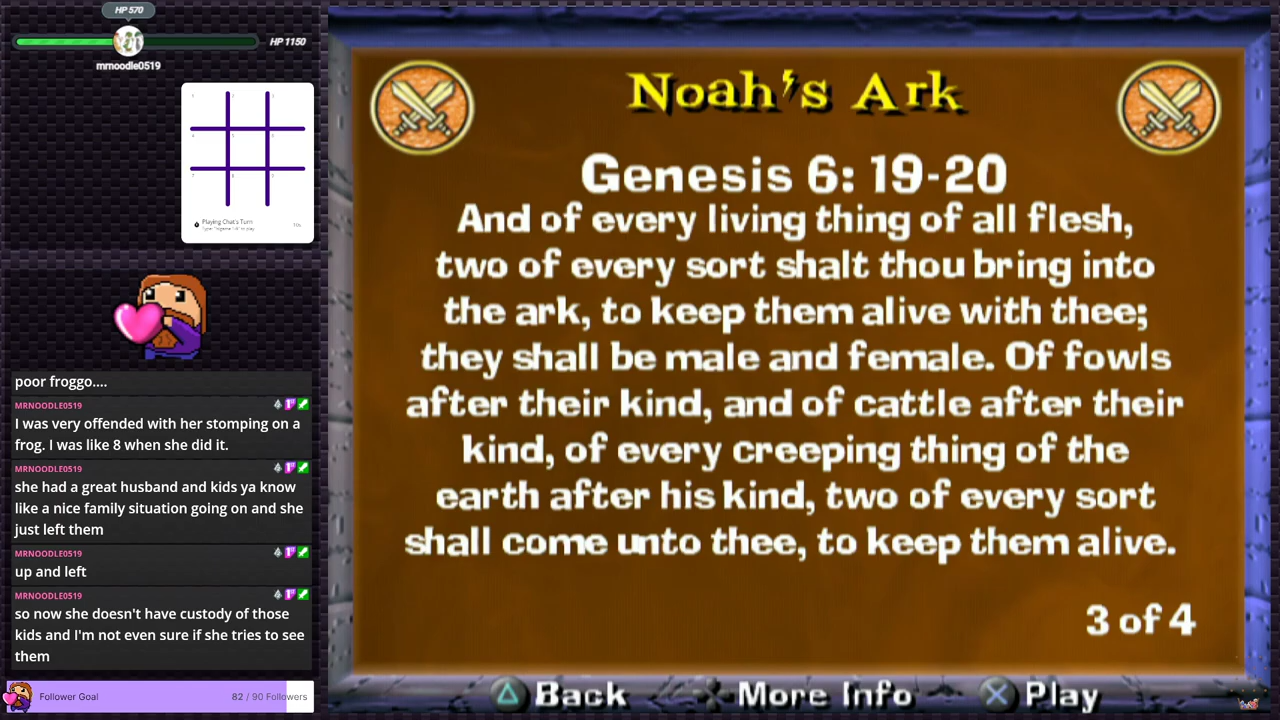 HP 570
HP 1150
mrnoodle0519
Playing Chat's Turn
poor froggo....
MRNOODLE0519
I was very offended with her stomping on a
frog. I was like 8 when she did it.
MRNOODLE0519
she had a great husband and kids ya know
like a nice family situation going on and she
just left them
MRNOODLE0519
up and left
MRNOODLE0519
so now she doesn't have custody of those
kids and I'm not even sure if she tries to see
them
Follower Goal
82 / 90 Followers
Noah's Ark
Genesis 6: 19-20
And of every living thing of all flesh,
two of every sort shalt thou bring into
the ark, to keep them alive with thee;
they shall be male and female. Of fowls
after their kind, and of cattle after their
kind, of every creeping thing of the
earth after his kind, two of every sort
shall come unto thee, to keep them alive.
3 of 4
Back
More Info
Play